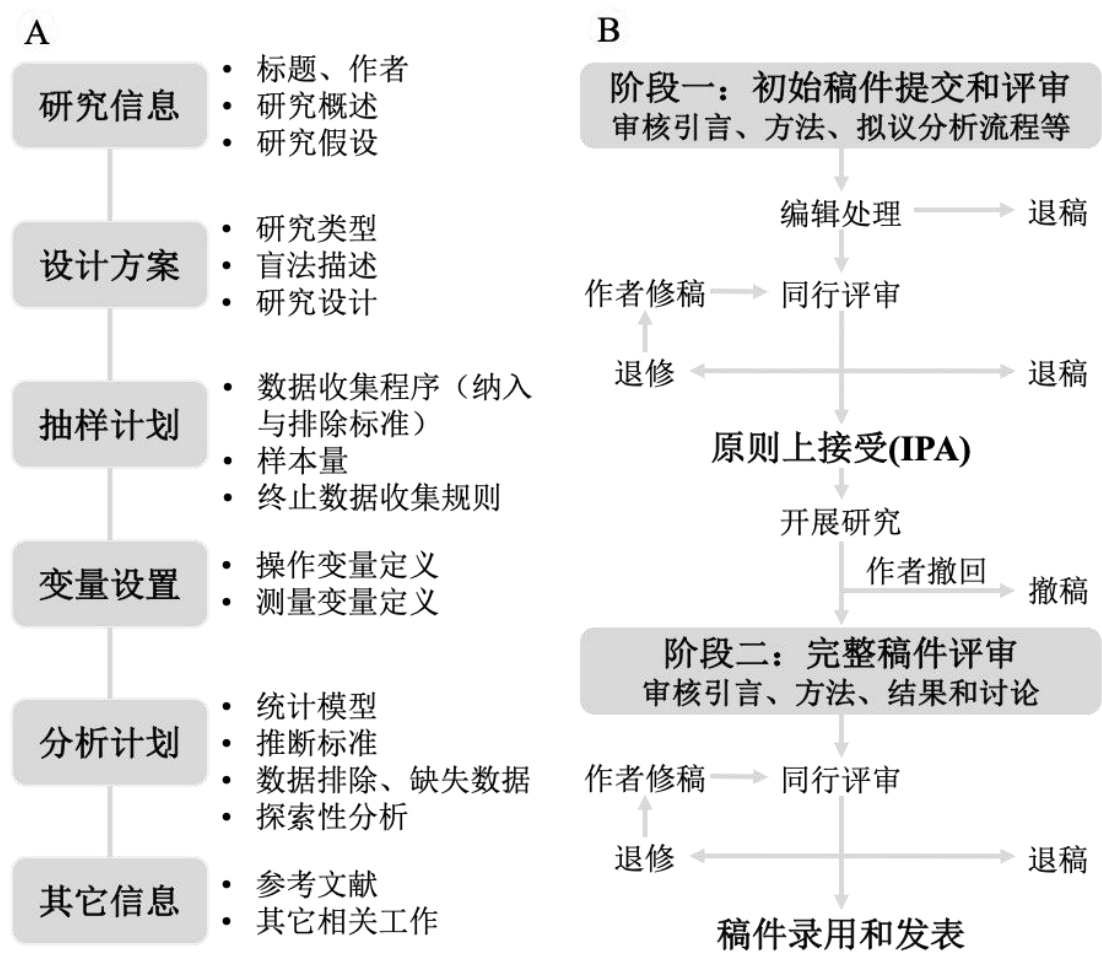 A
研究信息
• 标题、作者
• 研究概述
• 研究假设
设计方案
• 研究类型
• 盲法描述
• 研究设计
抽样计划
• 数据收集程序（纳入
与排除标准）
• 样本量
• 终止数据收集规则
变量设置
• 操作变量定义
• 测量变量定义
分析计划
• 统计模型
• 推断标准
• 数据排除、缺失数据
• 探索性分析
其它信息
• 参考文献
• 其它相关工作
B
阶段一：初始稿件提交和评审
审核引言、方法、拟议分析流程等
编辑处理
退稿
作者修稿
同行评审
退修
退稿
原则上接受(IPA)
开展研究
作者撤回
撤稿
阶段二：完整稿件评审
审核引言、方法、结果和讨论
作者修稿
同行评审
退修
退稿
稿件录用和发表